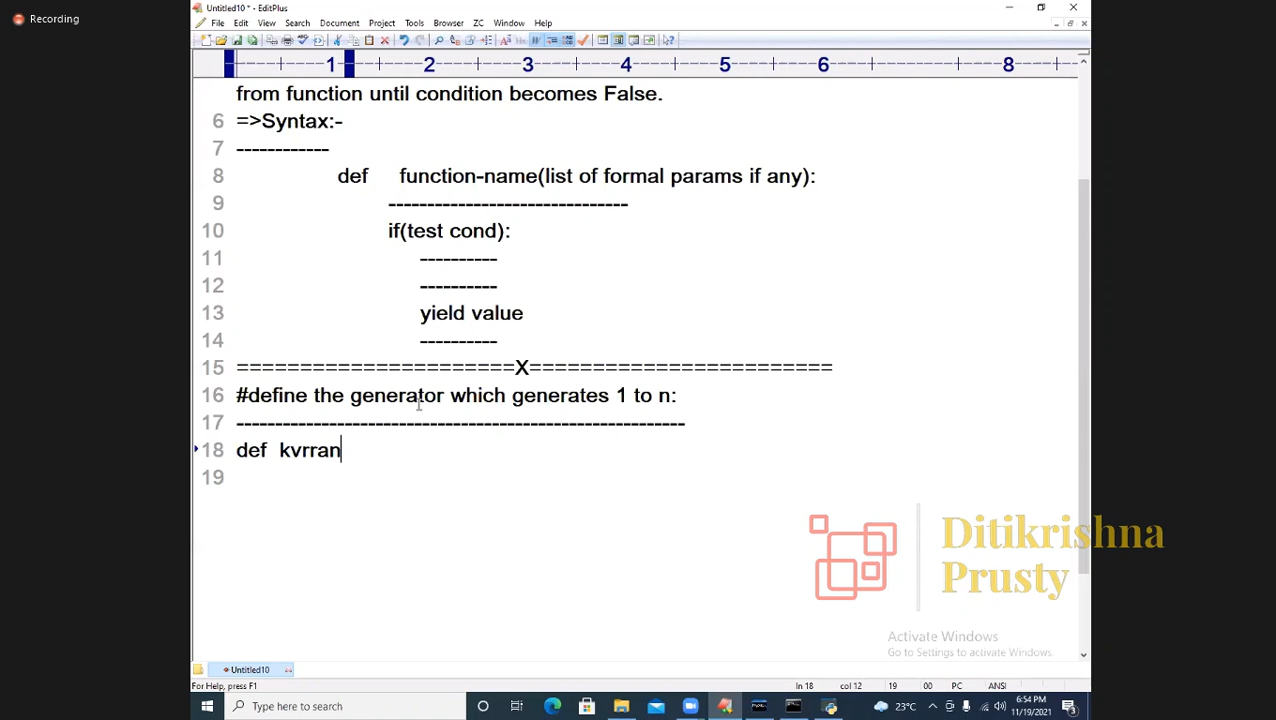 Recording
Untitled10 * - EditPlus
File Edit View Search Document Project Tools Browser ZC Window Help
1 2 3 4 5 6 8
from function until condition becomes False.
6 =>Syntax:-
7 ------------
8 def function-name(list of formal params if any):
9 -------------------------------
10 if(test cond):
11 ----------
12 ----------
13 yield value
14 ----------
15 ======================X========================
16 #define the generator which generates 1 to n:
17 ----------------------------------------------------------
18 def kvrran
19
Ditikrishna
Prusty
Activate Windows
Go to Settings to activate Windows.
Untitled10
For Help, press F1 ln 18 col 12 19 00 PC ANSI
Type here to search 23°C 6:54 PM
11/19/2021 3